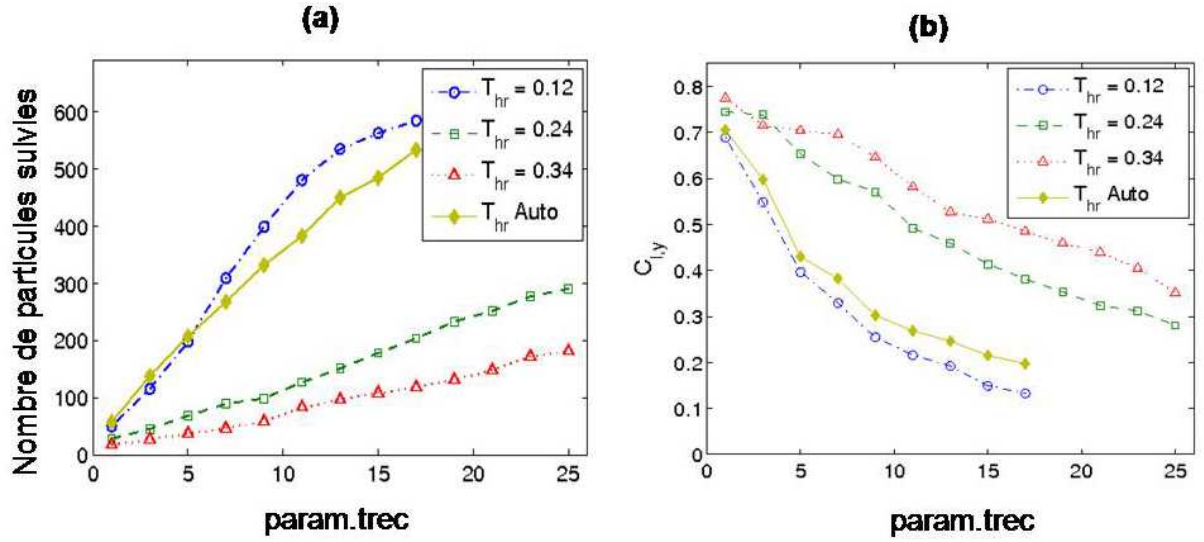 (a)
Nombre de particules suivies
600
500
400
300
200
100
0
0 5 10 15 20 25
param.trec
T_hr = 0.12
T_hr = 0.24
T_hr = 0.34
T_hr Auto
(b)
C_l,y
0.8
0.7
0.6
0.5
0.4
0.3
0.2
0.1
0
0 5 10 15 20 25
param.trec
T_hr = 0.12
T_hr = 0.24
T_hr = 0.34
T_hr Auto